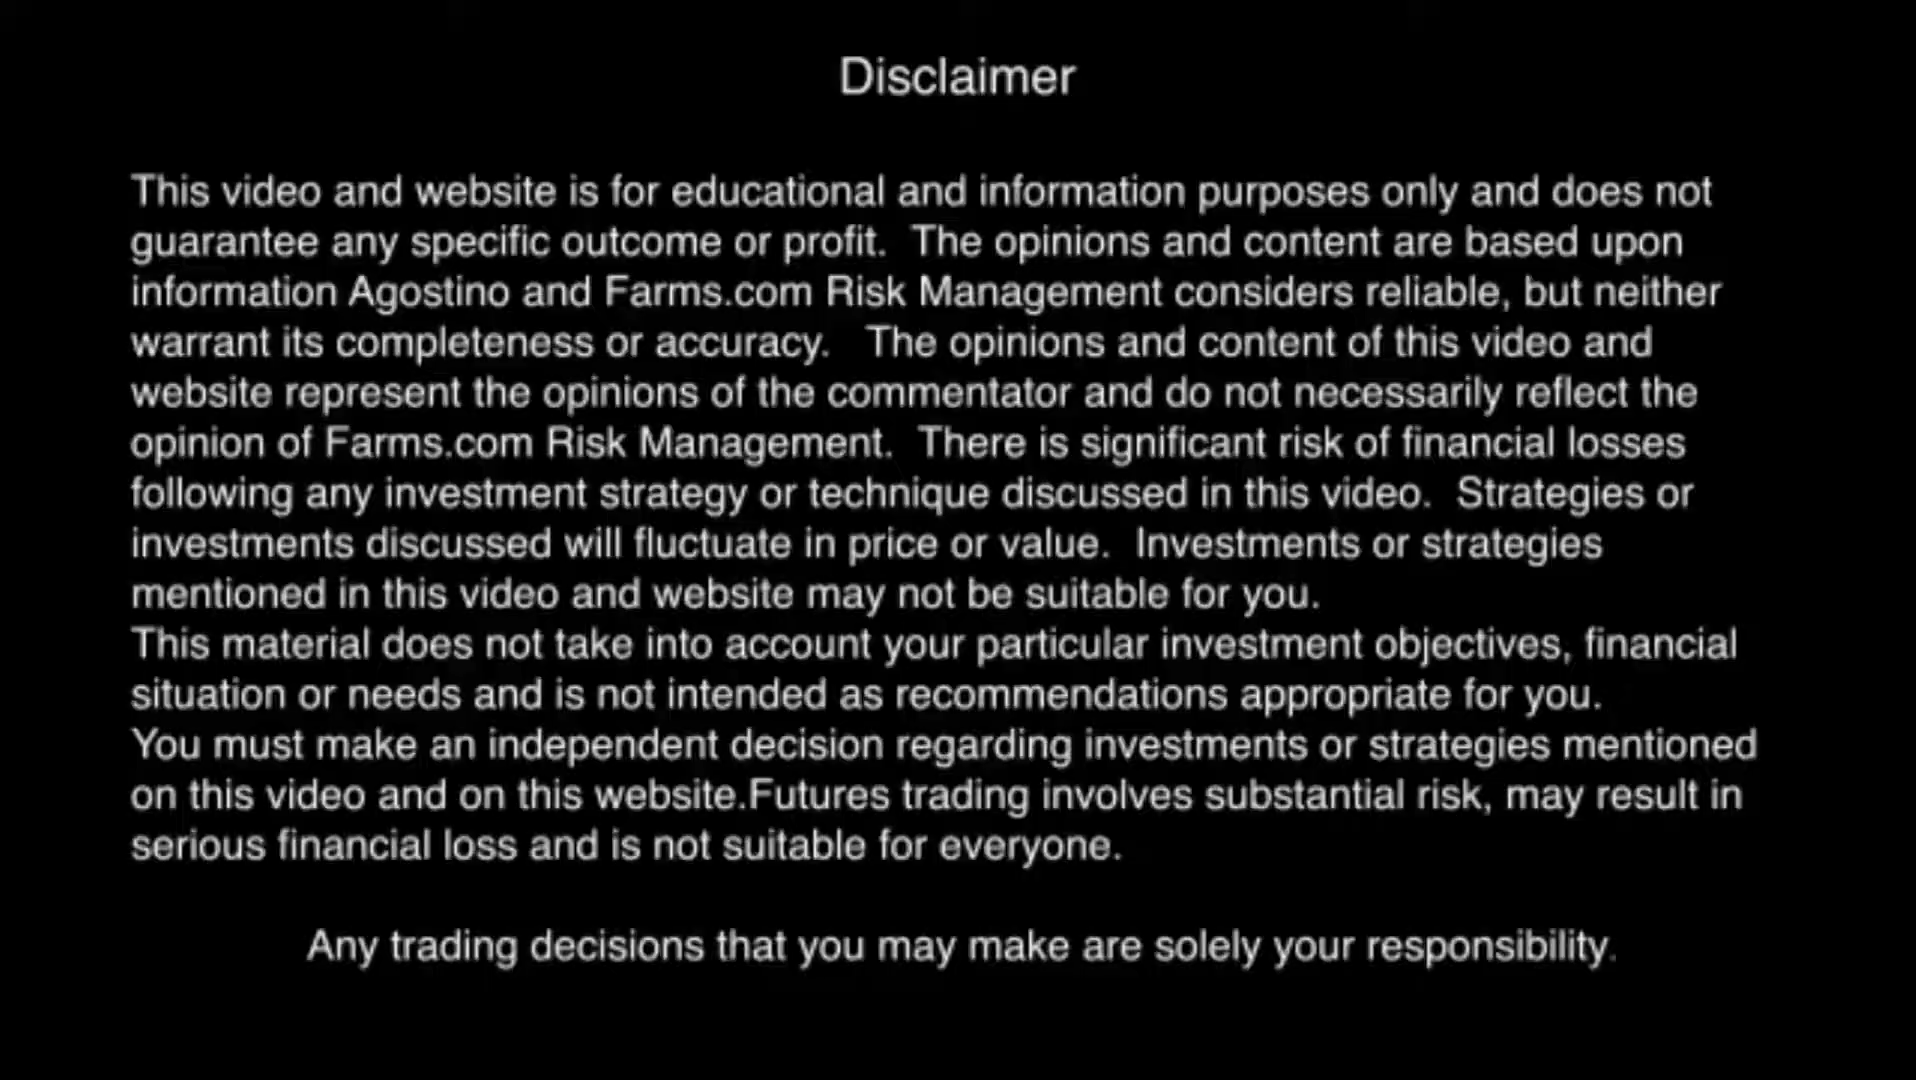 Disclaimer
This video and website is for educational and information purposes only and does not
guarantee any specific outcome or profit.  The opinions and content are based upon
information Agostino and Farms.com Risk Management considers reliable, but neither
warrant its completeness or accuracy.   The opinions and content of this video and
website represent the opinions of the commentator and do not necessarily reflect the
opinion of Farms.com Risk Management.  There is significant risk of financial losses
following any investment strategy or technique discussed in this video.  Strategies or
investments discussed will fluctuate in price or value.  Investments or strategies
mentioned in this video and website may not be suitable for you.
This material does not take into account your particular investment objectives, financial
situation or needs and is not intended as recommendations appropriate for you.
You must make an independent decision regarding investments or strategies mentioned
on this video and on this website.Futures trading involves substantial risk, may result in
serious financial loss and is not suitable for everyone.
Any trading decisions that you may make are solely your responsibility.